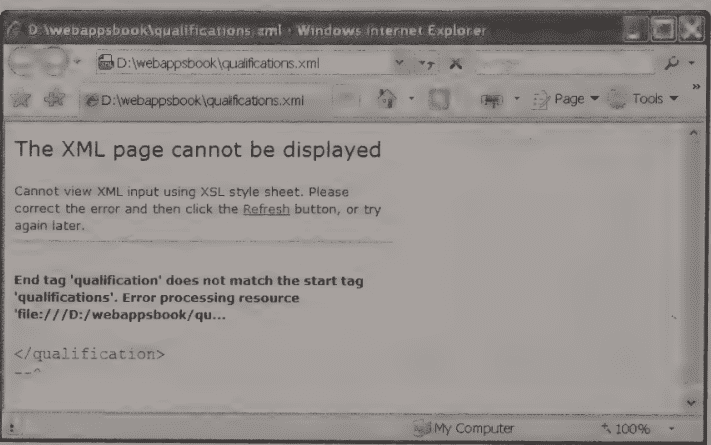 D:\webappsbook\qualifications.xml - Windows Internet Explorer
D:\webappsbook\qualifications.xml
D:\webappsbook\qualifications.xml
Page
Tools
»
The XML page cannot be displayed
Cannot view XML input using XSL style sheet. Please
correct the error and then click the Refresh button, or try
again later.
End tag 'qualification' does not match the start tag
'qualifications'. Error processing resource
'file:///D:/webappsbook/qu...
</qualification>
--^
My Computer
100%